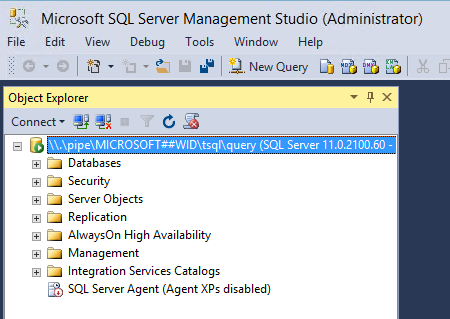 Microsoft SQL Server Management Studio (Administrator)
File Edit View Debug Tools Window Help
New Query
Object Explorer
Connect
\\.\pipe\MICROSOFT##WID\tsql\query (SQL Server 11.0.2100.60 -
Databases
Security
Server Objects
Replication
AlwaysOn High Availability
Management
Integration Services Catalogs
SQL Server Agent (Agent XPs disabled)